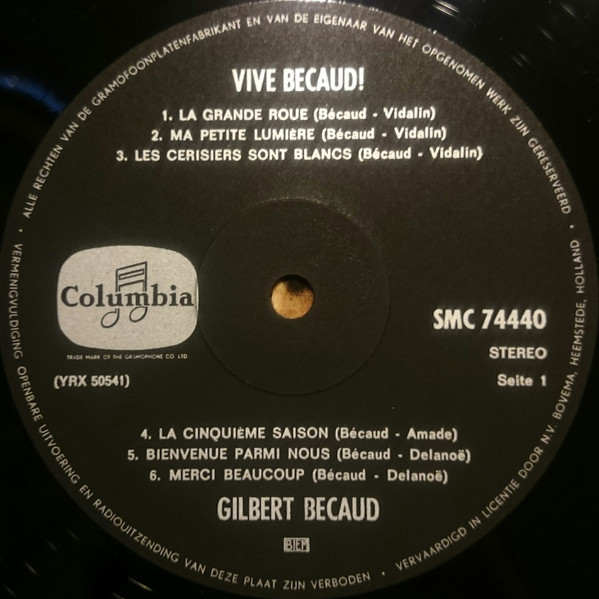 ALLE RECHTEN VAN DE GRAMOFOONPLATENFABRIKANT EN VAN DE EIGENAAR VAN HET OPGENOMEN WERK ZIJN GERESERVEERD •
VIVE BECAUD!
1. LA GRANDE ROUE (Bécaud - Vidalin)
2. MA PETITE LUMIÈRE (Bécaud - Vidalin)
3. LES CERISIERS SONT BLANCS (Bécaud - Vidalin)
Columbia
TRADE MARK OF THE GRAMOPHONE CO LTD
(YRX 50541)
SMC 74440
STEREO
Seite 1
4. LA CINQUIÈME SAISON (Bécaud - Amade)
5. BIENVENUE PARMI NOUS (Bécaud - Delanoë)
6. MERCI BEAUCOUP (Bécaud - Delanoë)
GILBERT BECAUD
BIEM
• VERMENIGVULDIGING OPENBARE UITVOERING EN RADIOUITZENDING VAN DEZE PLAAT ZIJN VERBODEN •
VERVAARDIGD IN LICENTIE DOOR N.V. BOVEMA, HEEMSTEDE, HOLLAND •